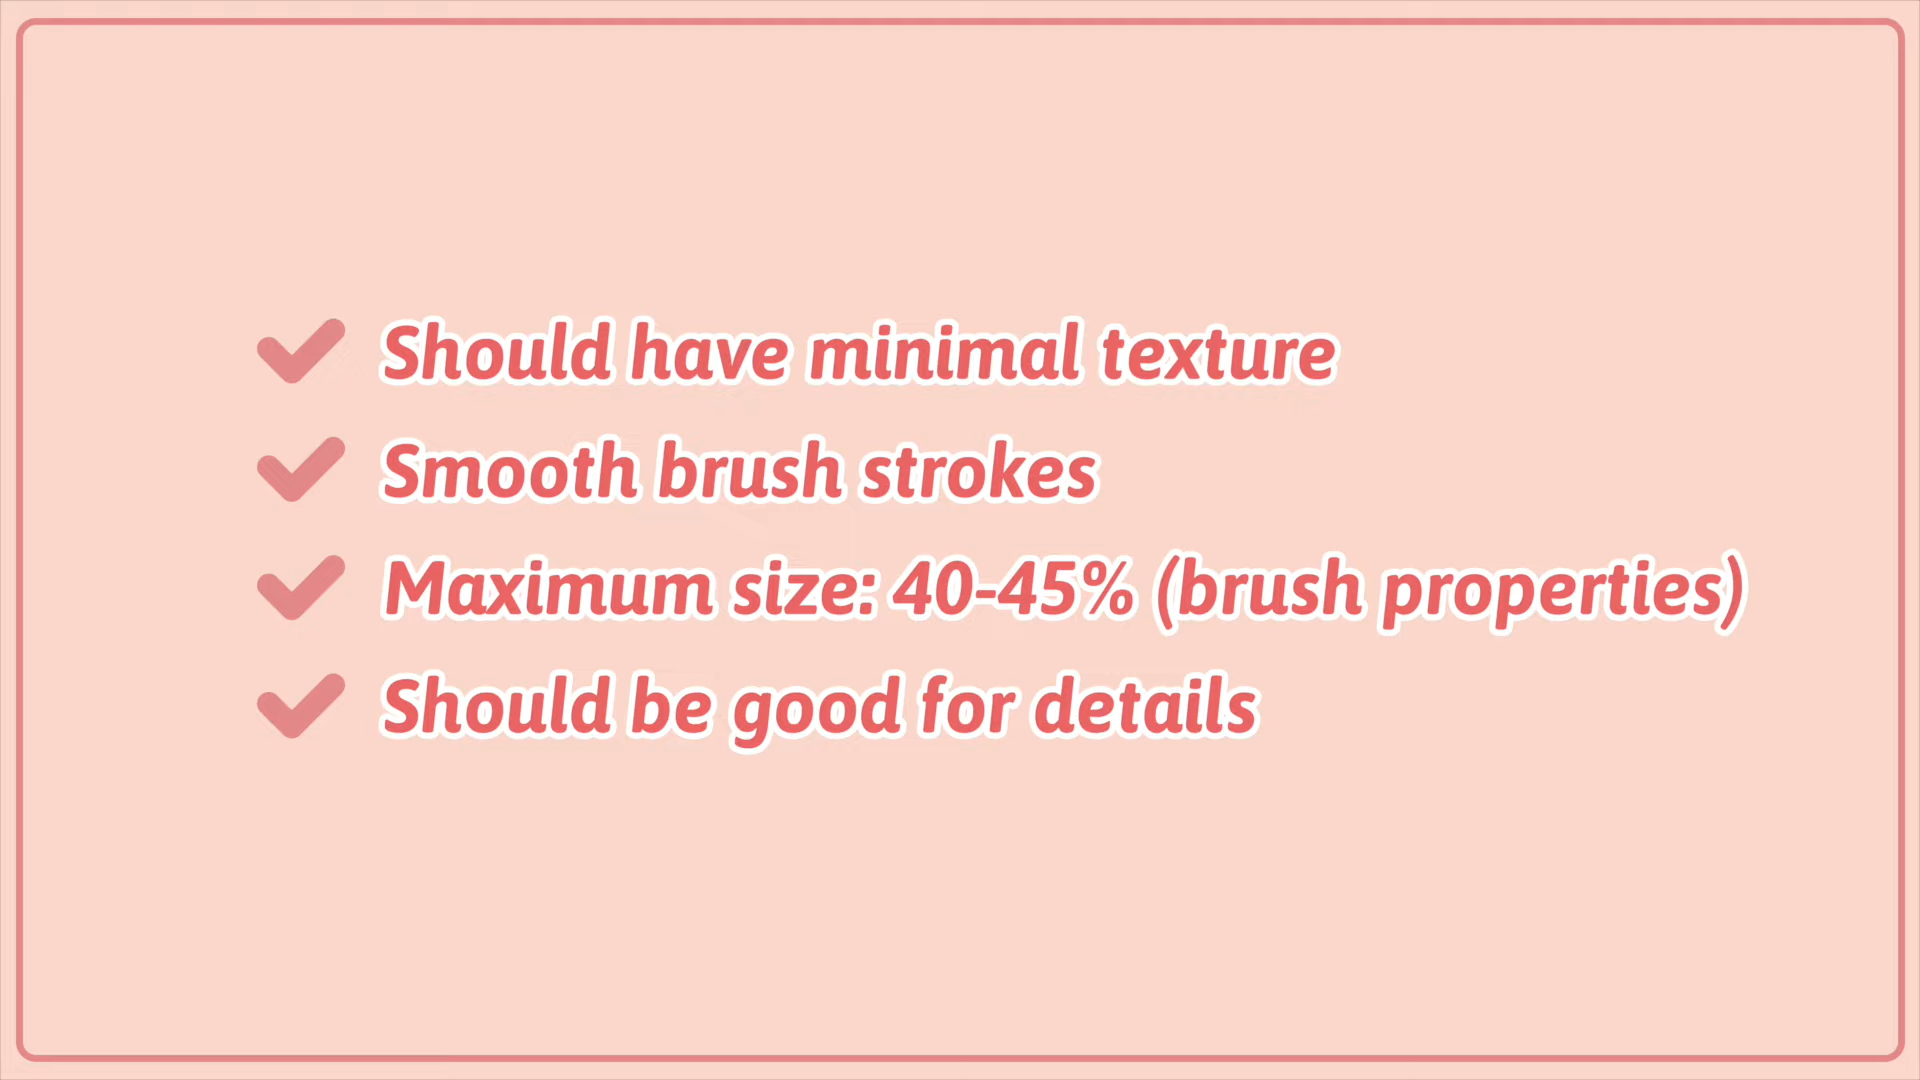 Should have minimal texture
Smooth brush strokes
Maximum size: 40-45% (brush properties)
Should be good for details